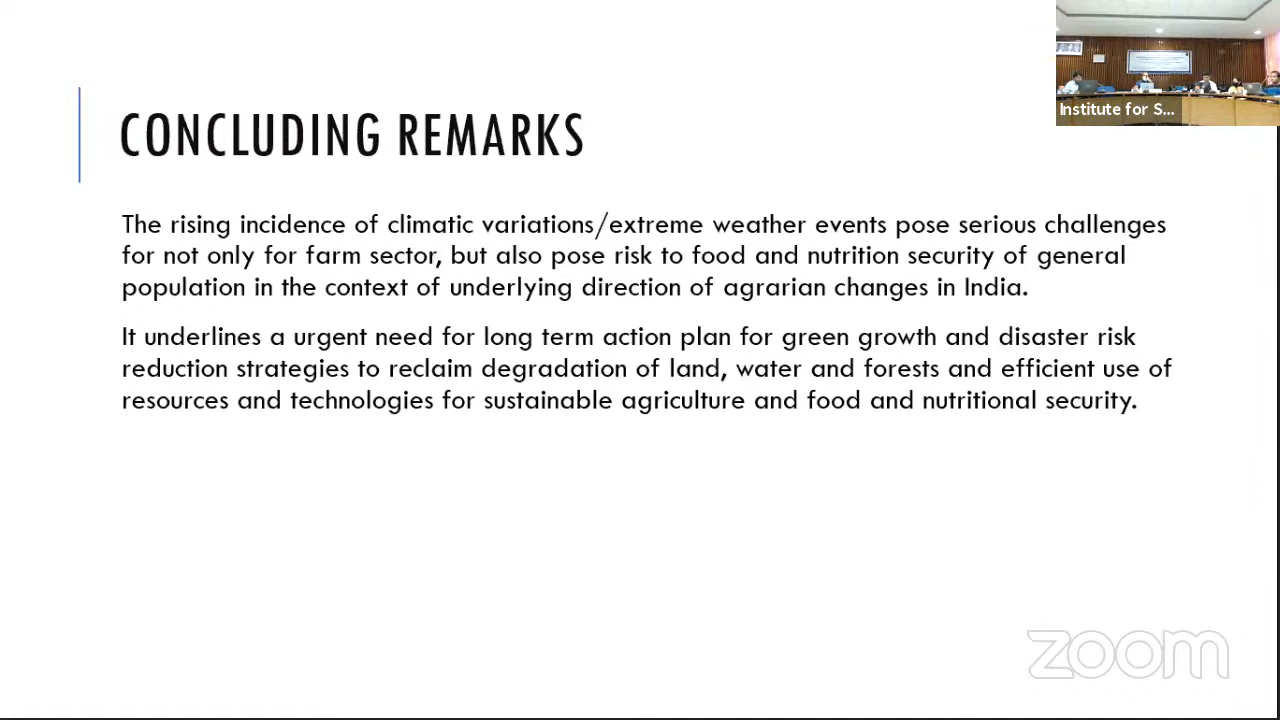 CONCLUDING REMARKS
The rising incidence of climatic variations/extreme weather events pose serious challenges
for not only for farm sector, but also pose risk to food and nutrition security of general
population in the context of underlying direction of agrarian changes in India.
It underlines a urgent need for long term action plan for green growth and disaster risk
reduction strategies to reclaim degradation of land, water and forests and efficient use of
resources and technologies for sustainable agriculture and food and nutritional security.
Institute for S...
zoom